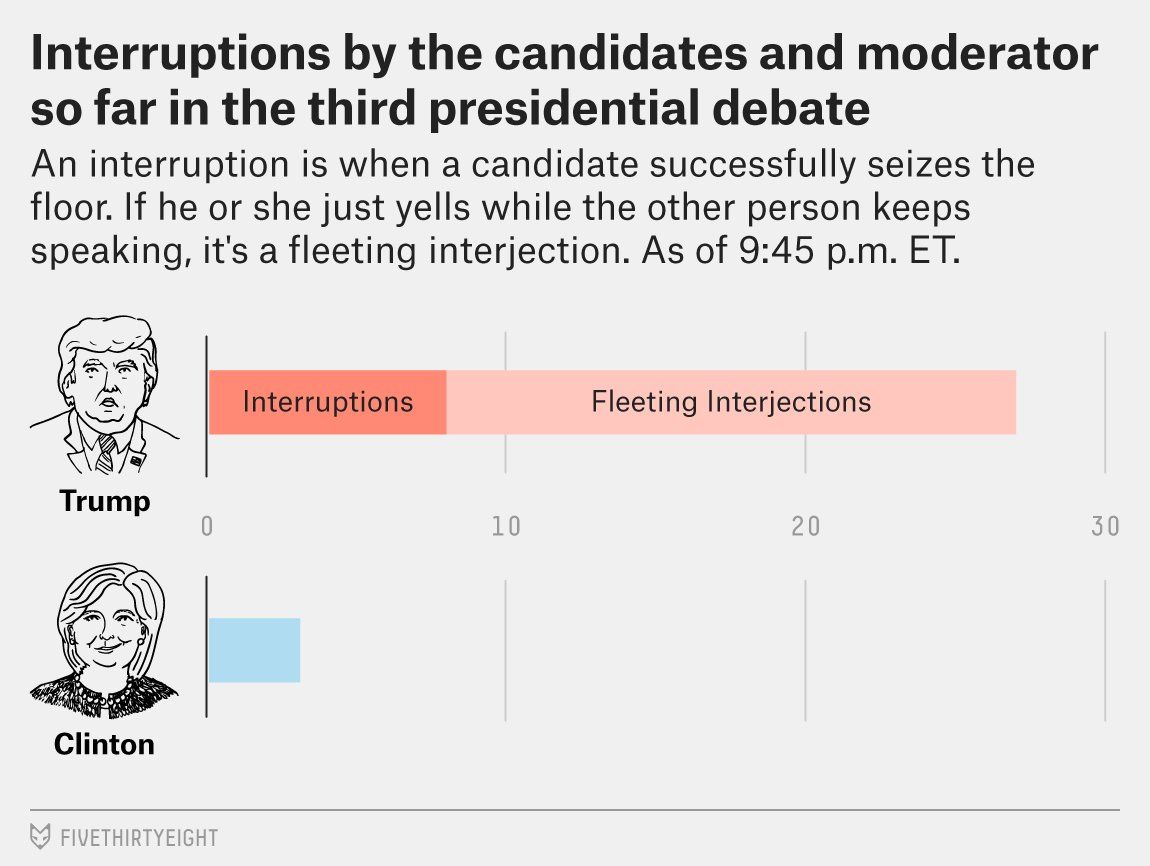 Interruptions by the candidates and moderator
so far in the third presidential debate
An interruption is when a candidate successfully seizes the
floor. If he or she just yells while the other person keeps
speaking, it's a fleeting interjection. As of 9:45 p.m. ET.
Interruptions Fleeting Interjections
Trump
0 10 20 30
Clinton
FIVETHIRTYEIGHT